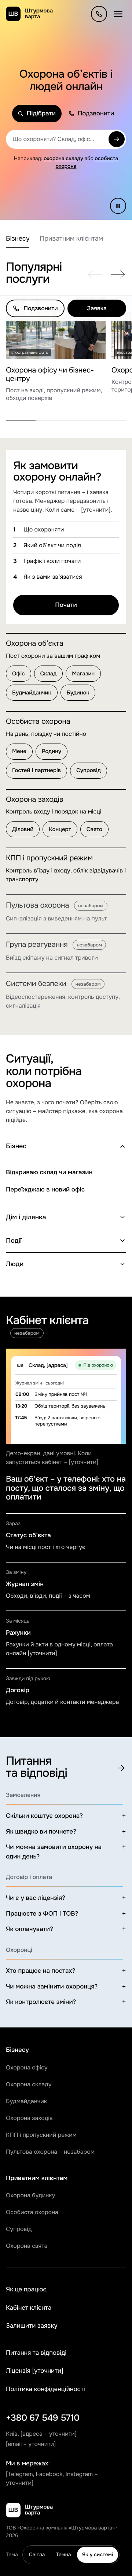 ШВ
Штурмова
варта
Охорона об’єктів і
людей онлайн
Підібрати
Подзвонити
Що охороняєте? Склад, офіс…
Наприклад: охорона складу або особиста
охорона
Бізнесу
Приватним клієнтам
Популярні
послуги
Подзвонити
Заявка
Ілюстративне фото
Охорона офісу чи бізнес-
центру
Пост на вході, пропускний режим,
обходи поверхів
Як замовити
охорону онлайн?
Чотири короткі питання – і заявка
готова. Менеджер передзвонить і
назве ціну. Коли саме – [уточнити].
1 Що охороняти
2 Який об’єкт чи подія
3 Графік і коли почати
4 Як з вами зв’язатися
Почати
Охорона об’єкта
Пост охорони за вашим графіком
Офіс
Склад
Магазин
Будмайданчик
Будинок
Особиста охорона
На день, поїздку чи постійно
Мене
Родину
Гостей і партнерів
Супровід
Охорона заходів
Контроль входу і порядок на місці
Діловий
Концерт
Свято
КПП і пропускний режим
Контроль в’їзду і входу, облік відвідувачів і
транспорту
Пультова охорона
незабаром
Сигналізація з виведенням на пульт
Група реагування
незабаром
Виїзд екіпажу на сигнал тривоги
Системи безпеки
незабаром
Відеоспостереження, контроль доступу,
сигналізація
Ситуації,
коли потрібна
охорона
Не знаєте, з чого почати? Оберіть свою
ситуацію – майстер підкаже, яка охорона
підійде.
Бізнес
Відкриваю склад чи магазин
Переїжджаю в новий офіс
Дім і ділянка
Події
Люди
Кабінет клієнта
незабаром
ШВ
Склад, [адреса]
Під охороною
Журнал змін · сьогодні
08:00 Зміну прийняв пост №1
13:20 Обхід території, без зауважень
17:45 В’їзд: 2 вантажівки, звірено з
перепустками
Демо-екран, дані умовні. Коли
запуститься кабінет – [уточнити]
Ваш об’єкт – у телефоні: хто на
посту, що сталося за зміну, що
оплатити
Зараз
Статус об’єкта
Чи на місці пост і хто чергує
За зміну
Журнал змін
Обходи, в’їзди, події – з часом
За місяць
Рахунки
Рахунки й акти в одному місці, оплата
онлайн [уточнити]
Завжди під рукою
Договір
Договір, додатки й контакти менеджера
Питання
та відповіді
Замовлення
Скільки коштує охорона?
Як швидко ви почнете?
Чи можна замовити охорону на
один день?
Договір і оплата
Чи є у вас ліцензія?
Працюєте з ФОП і ТОВ?
Як оплачувати?
Охоронці
Хто працює на постах?
Чи можна замінити охоронця?
Як контролюєте зміни?
Бізнесу
Охорона офісу
Охорона складу
Будмайданчик
Охорона заходів
КПП і пропускний режим
Пультова охорона – незабаром
Приватним клієнтам
Охорона будинку
Особиста охорона
Супровід
Охорона свята
Як це працює
Кабінет клієнта
Залишити заявку
Питання та відповіді
Ліцензія [уточнити]
Політика конфіденційності
+380 67 549 5710
Київ, [адреса – уточнити]
[email – уточнити]
Ми в мережах:
[Telegram, Facebook, Instagram –
уточнити]
ШВ
Штурмова
варта
ТОВ «Охоронна компанія «Штурмова варта» ·
2026
Тема
Світла
Темна
Як у системі